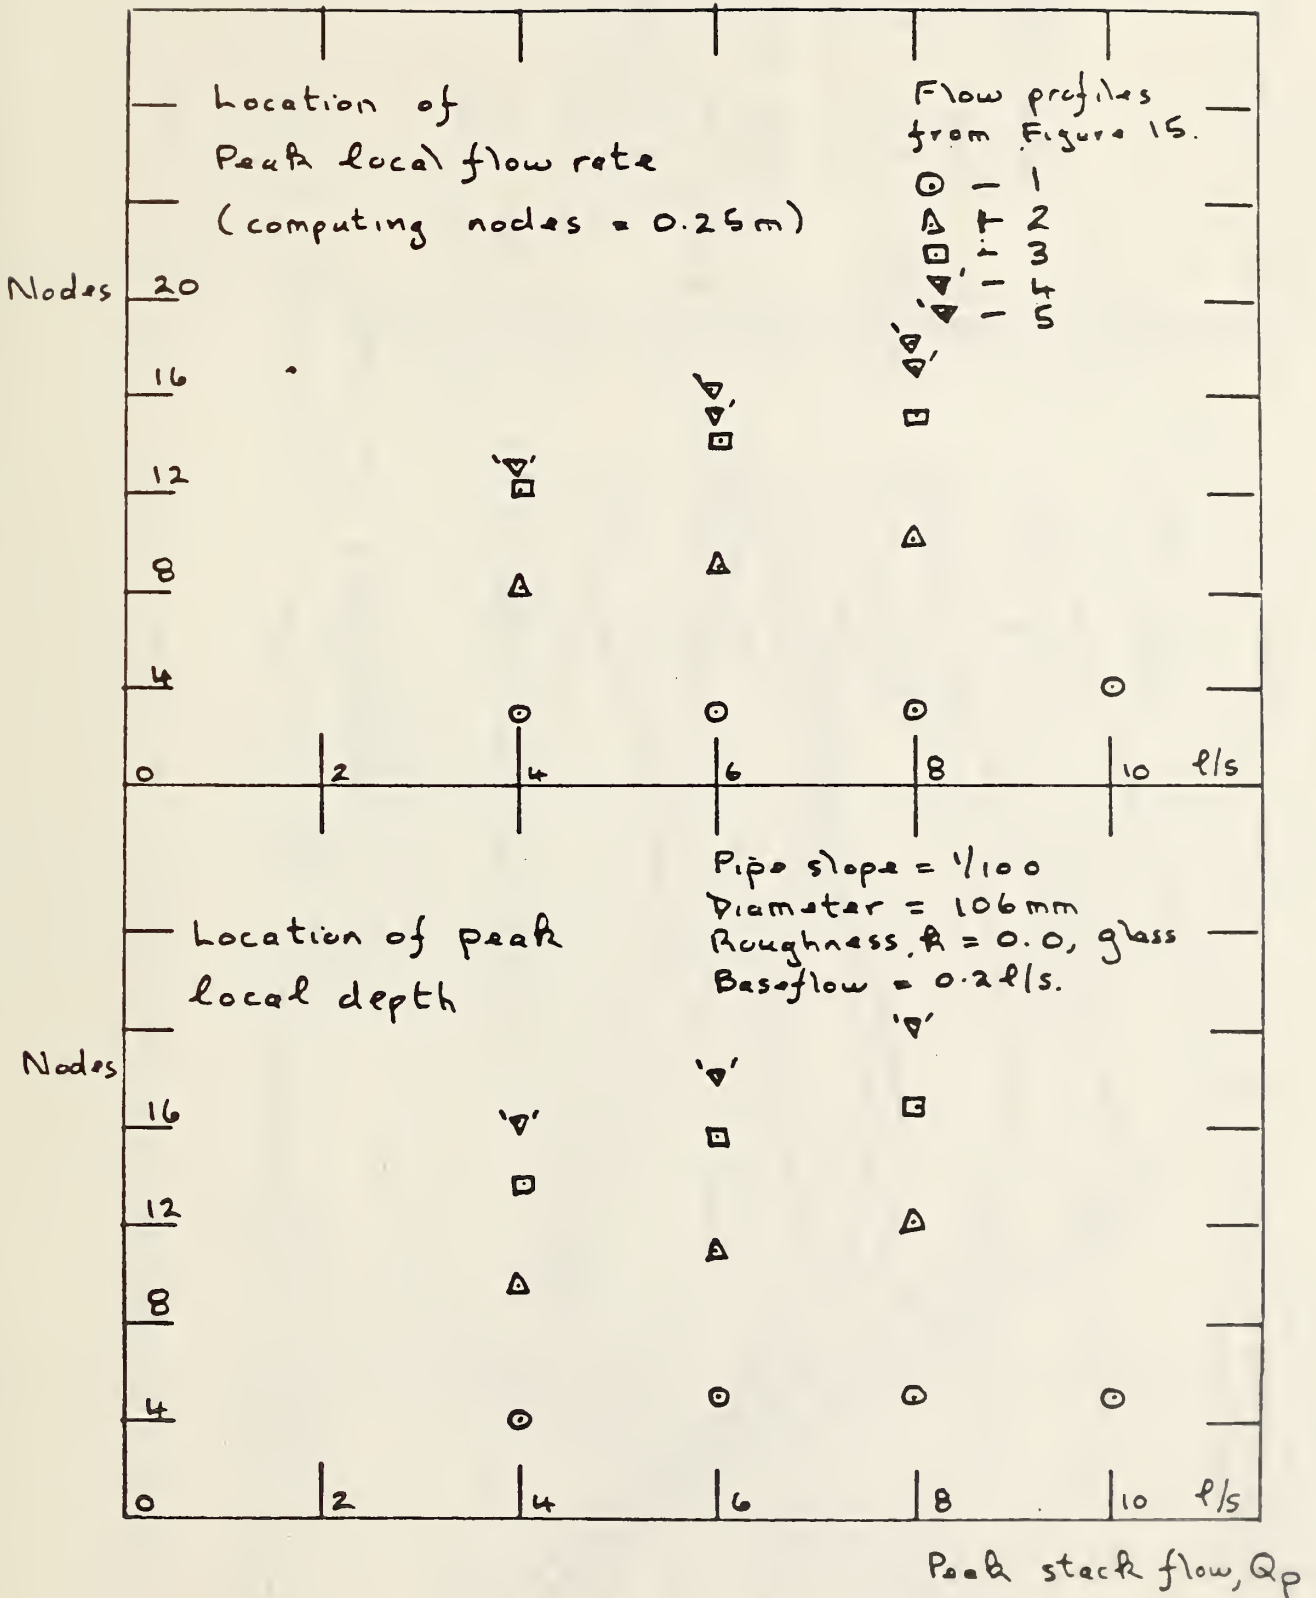 Location of
Peak local flow rate
(computing nodes = 0.25m)
Flow profiles
from Figure 15.
⊙ — 1
△ — 2
⊡ — 3
▽' — 4
'▽ — 5
Nodes
20
16
12
8
4
0
2
4
6
8
10
l/s
Pipe slope = 1/100
Diameter = 106mm
Roughness, k = 0.0, glass
Baseflow = 0.2 l/s.
Location of peak
local depth
Nodes
16
12
8
4
0
2
4
6
8
10
l/s
Peak stack flow, Qp